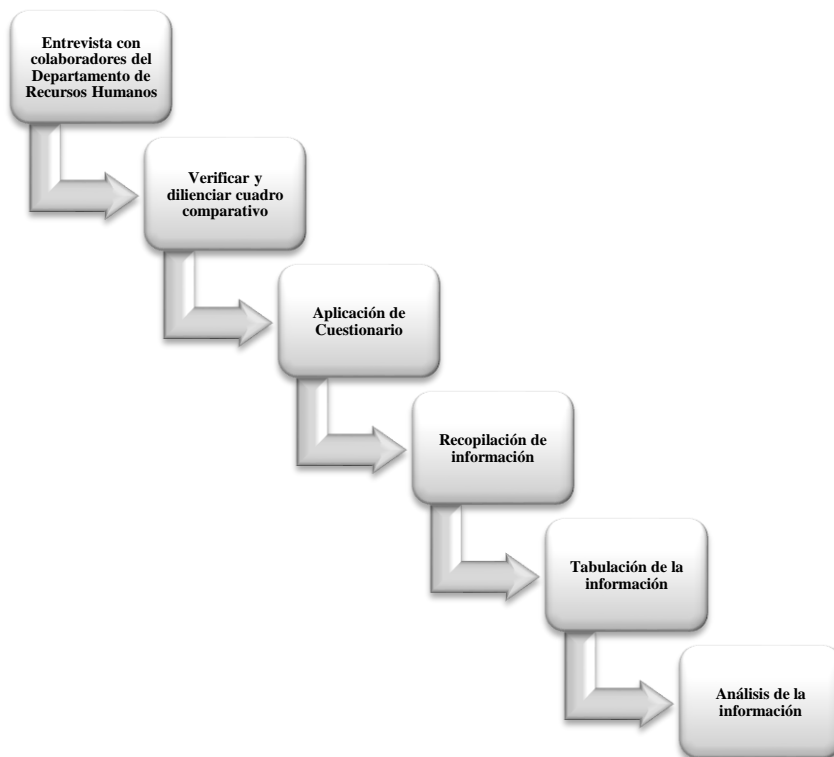 Entrevista con
colaboradores del
Departamento de
Recursos Humanos
Verificar y
dilienciar cuadro
comparativo
Aplicación de
Cuestionario
Recopilación de
información
Tabulación de la
información
Análisis de la
información